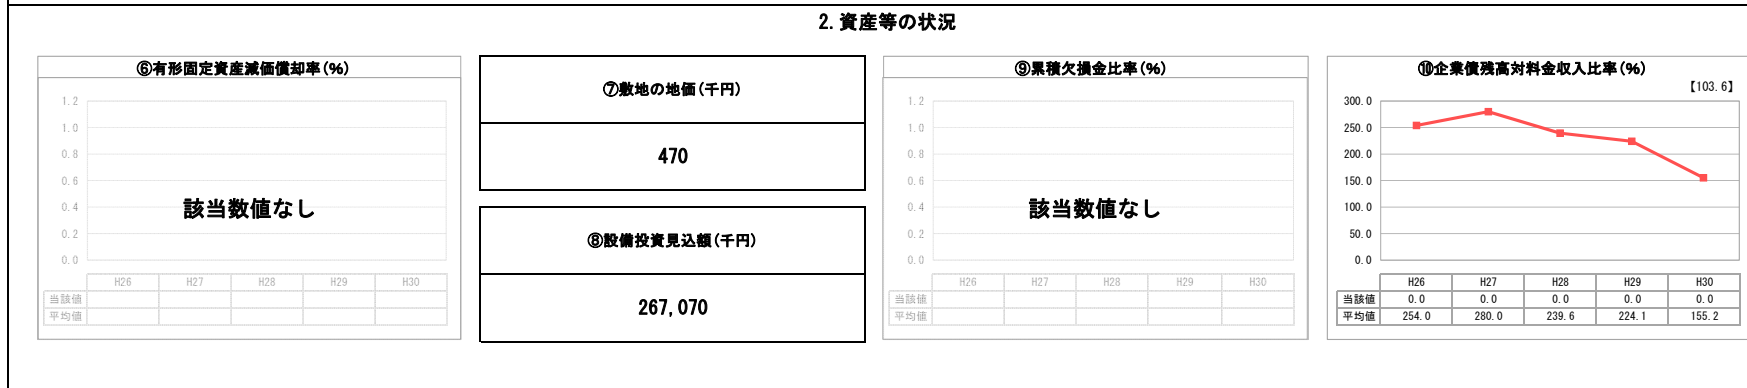 2. 資産等の状況
⑥有形固定資産減価償却率(%)
1.2
1.0
0.8
0.6
0.4
0.2
0.0
該当数値なし
H26 H27 H28 H29 H30
当該値
平均値
⑦敷地の地価(千円)
470
⑧設備投資見込額(千円)
267,070
⑨累積欠損金比率(%)
1.2
1.0
0.8
0.6
0.4
0.2
0.0
該当数値なし
H26 H27 H28 H29 H30
当該値
平均値
⑩企業債残高対料金収入比率(%)
【103.6】
300.0
250.0
200.0
150.0
100.0
50.0
0.0
H26 H27 H28 H29 H30
当該値 0.0 0.0 0.0 0.0 0.0
平均値 254.0 280.0 239.6 224.1 155.2